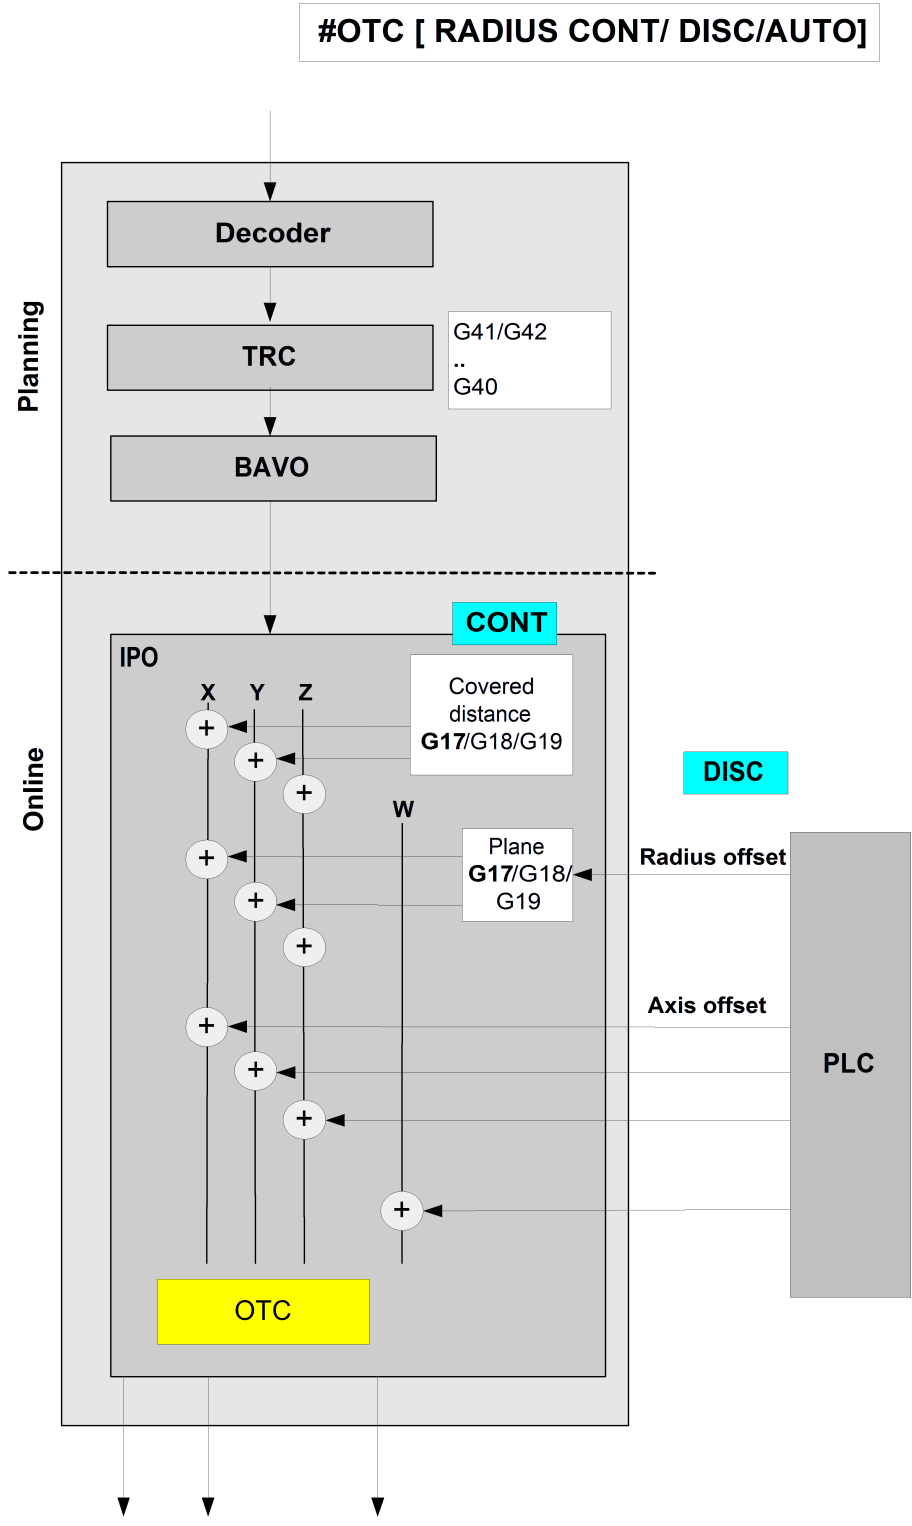 #OTC [ RADIUS CONT/ DISC/AUTO]
Planning
Decoder
TRC
G41/G42
..
G40
BAVO
Online
CONT
IPO
X Y Z
Covered
distance
G17/G18/G19
+
+
+
DISC
W
Plane
G17/G18/
G19
Radius offset
+
+
+
Axis offset
+
+
+
+
PLC
OTC